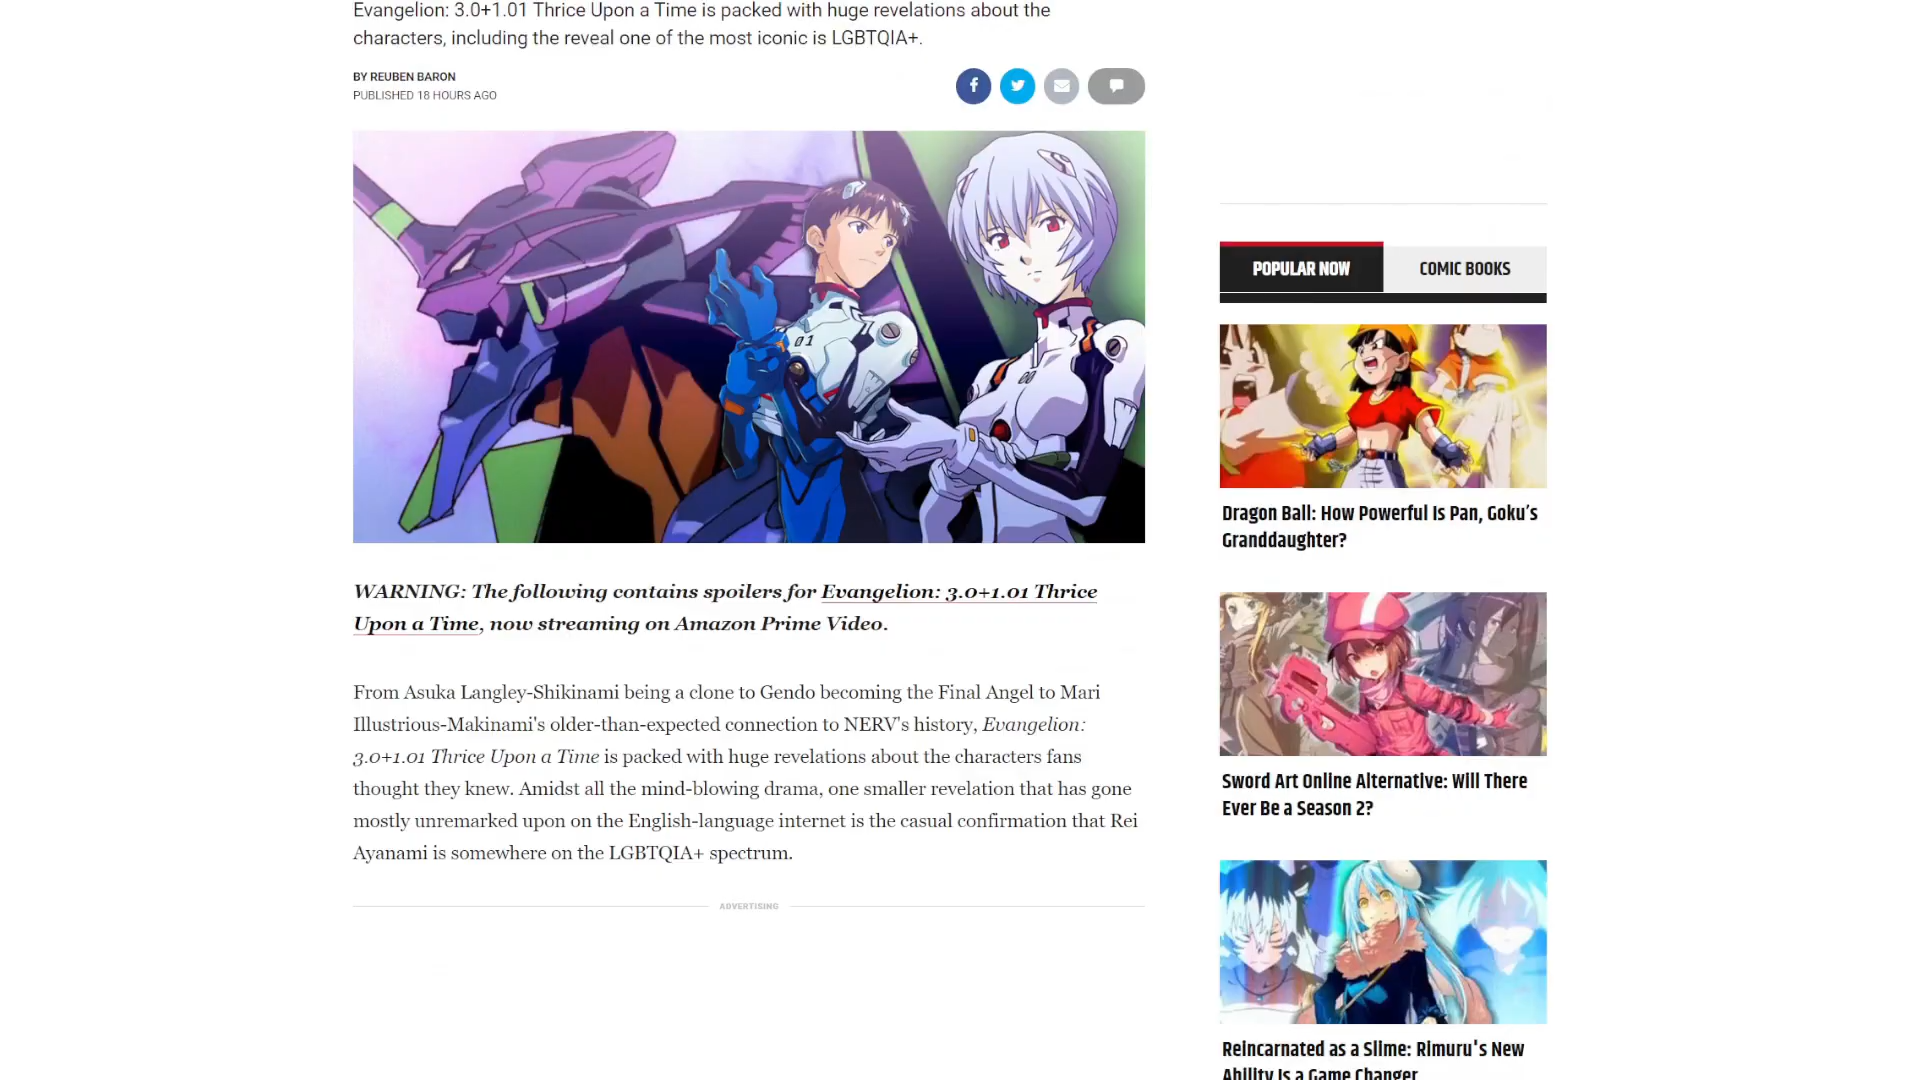 Evangelion: 3.0+1.01 Thrice Upon a Time is packed with huge revelations about the
characters, including the reveal one of the most iconic is LGBTQIA+.
BY REUBEN BARON
PUBLISHED 18 HOURS AGO
01
00
WARNING: The following contains spoilers for Evangelion: 3.0+1.01 Thrice
Upon a Time, now streaming on Amazon Prime Video.
From Asuka Langley-Shikinami being a clone to Gendo becoming the Final Angel to Mari
Illustrious-Makinami's older-than-expected connection to NERV's history, Evangelion:
3.0+1.01 Thrice Upon a Time is packed with huge revelations about the characters fans
thought they knew. Amidst all the mind-blowing drama, one smaller revelation that has gone
mostly unremarked upon on the English-language internet is the casual confirmation that Rei
Ayanami is somewhere on the LGBTQIA+ spectrum.
ADVERTISING
POPULAR NOW
COMIC BOOKS
Dragon Ball: How Powerful Is Pan, Goku’s
Granddaughter?
Sword Art Online Alternative: Will There
Ever Be a Season 2?
Reincarnated as a Slime: Rimuru's New
Ability Is a Game Changer